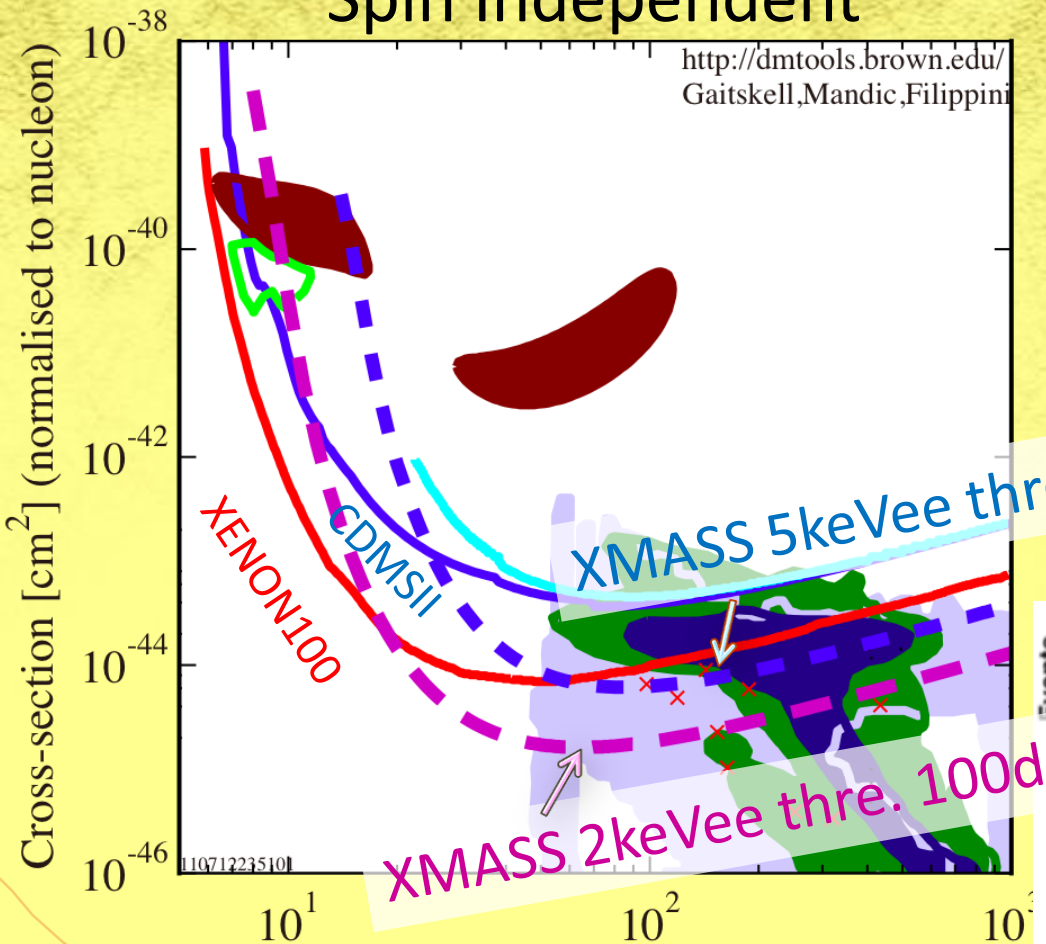 Spin Independent
http://dmtools.brown.edu/
Gaitskell,Mandic,Filippini
Cross-section [cm²] (normalised to nucleon)
10⁻³⁸
10⁻⁴⁰
10⁻⁴²
10⁻⁴⁴
10⁻⁴⁶
XENON100
CDMSII
XMASS 5keVee thre
XMASS 2keVee thre. 100d
110712235101
10¹
10²
10³